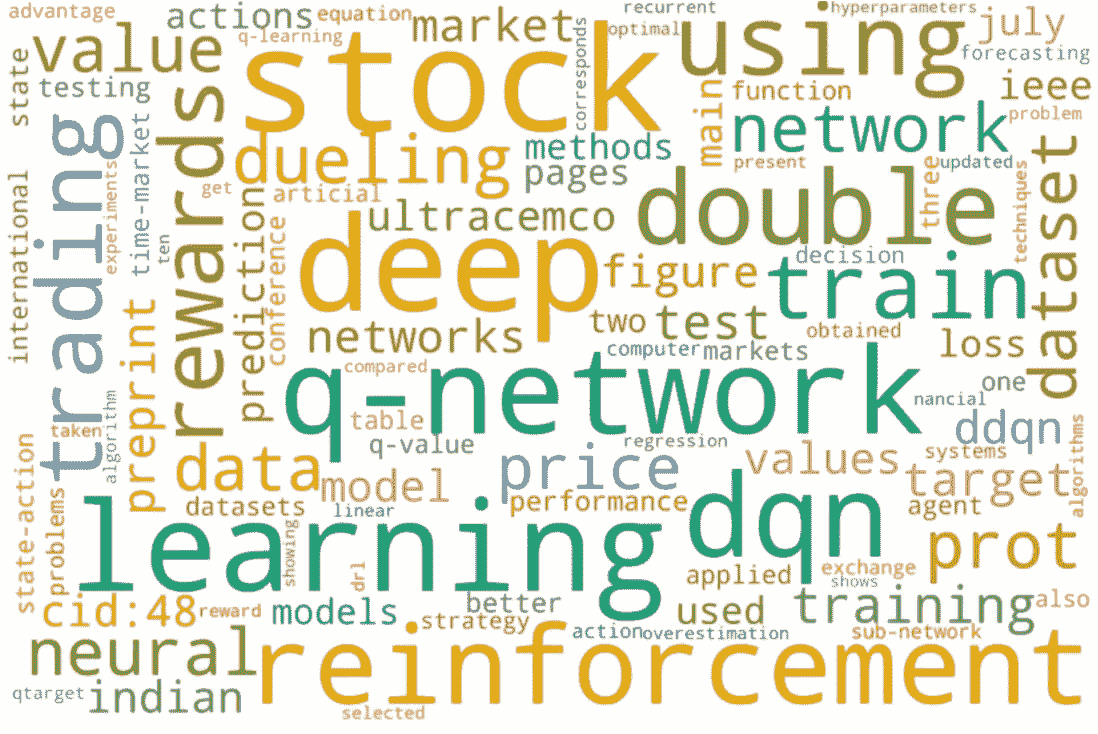 advantage
actions
equation
market
recurrent
hyperparameters
july
value
q-learning
stock
corresponds
optimal
using
forecasting
state
testing
ieee
rewards
main
function
network
problem
trading
time-market
dueling
methods
present
updated
dataset
get
articial
pages
double
three
techniques
experiments
ten
prediction
conference
ultracemco
international
deep
figure
decision
train
preprint
networks
two
test
obtained
loss
computer
markets
compared
q-network
one
nancial
algorithm
taken
table
q-value
regression
ddqn
state-action
data
model
price
values
systems
target
algorithms
problems
datasets
linear
performance
dqn
agent
learning
showing
drl
prot
applied
exchange
shows
cid:48
reward
models
better
used
training
also
strategy
action
overestimation
sub-network
neural
reinforcement
qtarget
indian
selected